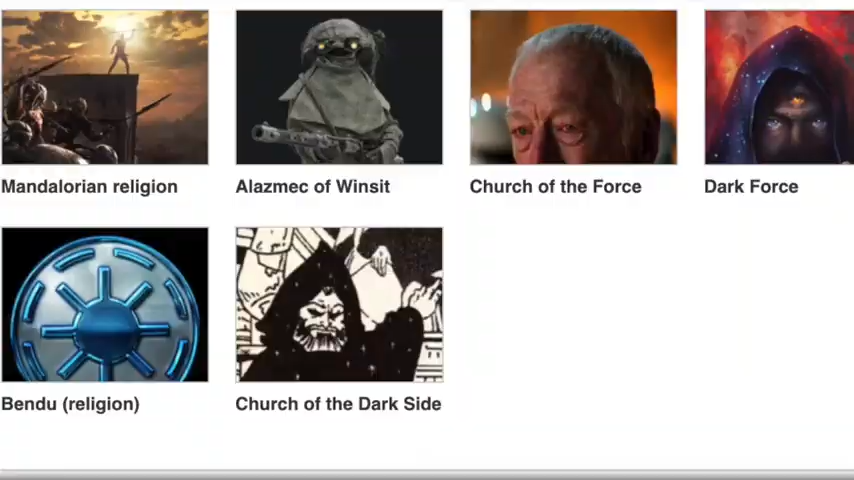 Mandalorian religion
Alazmec of Winsit
Church of the Force
Dark Force
Bendu (religion)
Church of the Dark Side